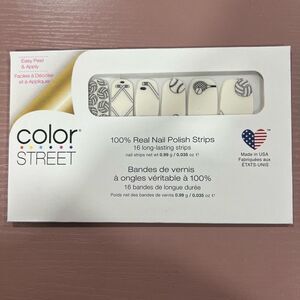 Easy Peel
& Apply
Faciles à Décoller
et à Appliquer
color
STREET
100% Real Nail Polish Strips
16 long-lasting strips
nail strips net wt 0.99 g / 0.035 oz ℮
Bandes de vernis
à ongles véritable à 100%
16 bandes de longue durée
Poids net des bandes de vernis 0.99 g / 0.035 oz ℮
Made in USA
Fabriquées aux
ÉTATS-UNIS